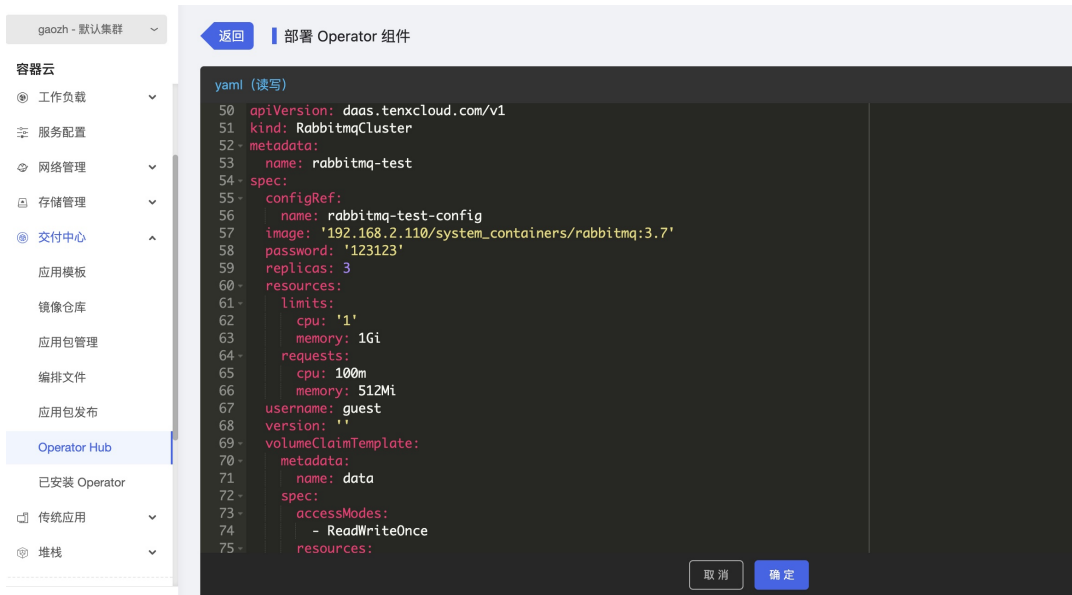 gaozh - 默认集群
容器云
工作负载
服务配置
网络管理
存储管理
交付中心
应用模板
镜像仓库
应用包管理
编排文件
应用包发布
Operator Hub
已安装 Operator
传统应用
堆栈
返回
部署 Operator 组件
yaml（读写）
50 apiVersion: daas.tenxcloud.com/v1
51 kind: RabbitmqCluster
52 metadata:
53 name: rabbitmq-test
54 spec:
55 configRef:
56 name: rabbitmq-test-config
57 image: '192.168.2.110/system_containers/rabbitmq:3.7'
58 password: '123123'
59 replicas: 3
60 resources:
61 limits:
62 cpu: '1'
63 memory: 1Gi
64 requests:
65 cpu: 100m
66 memory: 512Mi
67 username: guest
68 version: ''
69 volumeClaimTemplate:
70 metadata:
71 name: data
72 spec:
73 accessModes:
74 - ReadWriteOnce
75 resources:
取 消
确 定